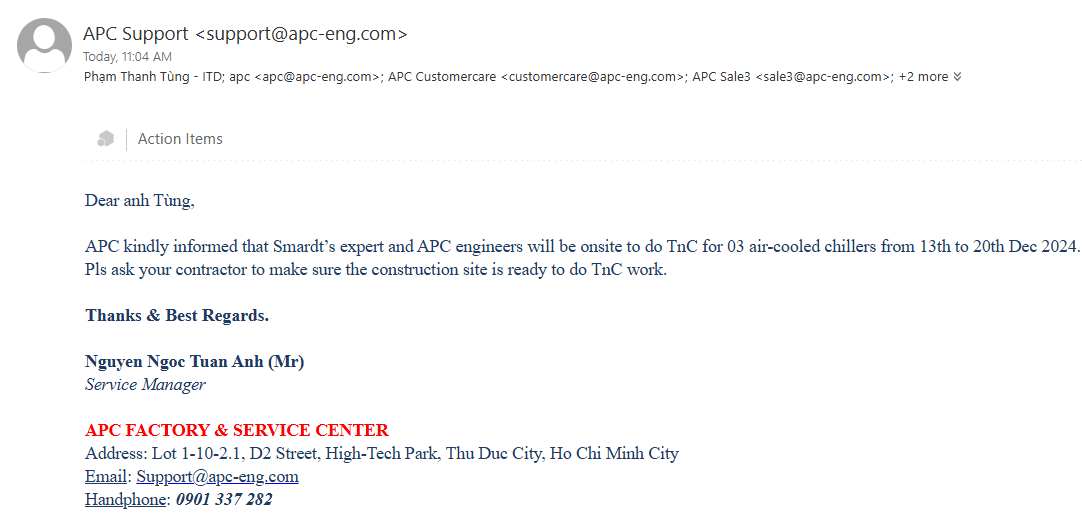 APC Support <support@apc-eng.com>
Today, 11:04 AM
Phạm Thanh Tùng - ITD; apc <apc@apc-eng.com>; APC Customercare <customercare@apc-eng.com>; APC Sale3 <sale3@apc-eng.com>; +2 more
Action Items
Dear anh Tùng,
APC kindly informed that Smardt’s expert and APC engineers will be onsite to do TnC for 03 air-cooled chillers from 13th to 20th Dec 2024.
Pls ask your contractor to make sure the construction site is ready to do TnC work.
Thanks & Best Regards.
Nguyen Ngoc Tuan Anh (Mr)
Service Manager
APC FACTORY & SERVICE CENTER
Address: Lot 1-10-2.1, D2 Street, High-Tech Park, Thu Duc City, Ho Chi Minh City
Email: Support@apc-eng.com
Handphone: 0901 337 282